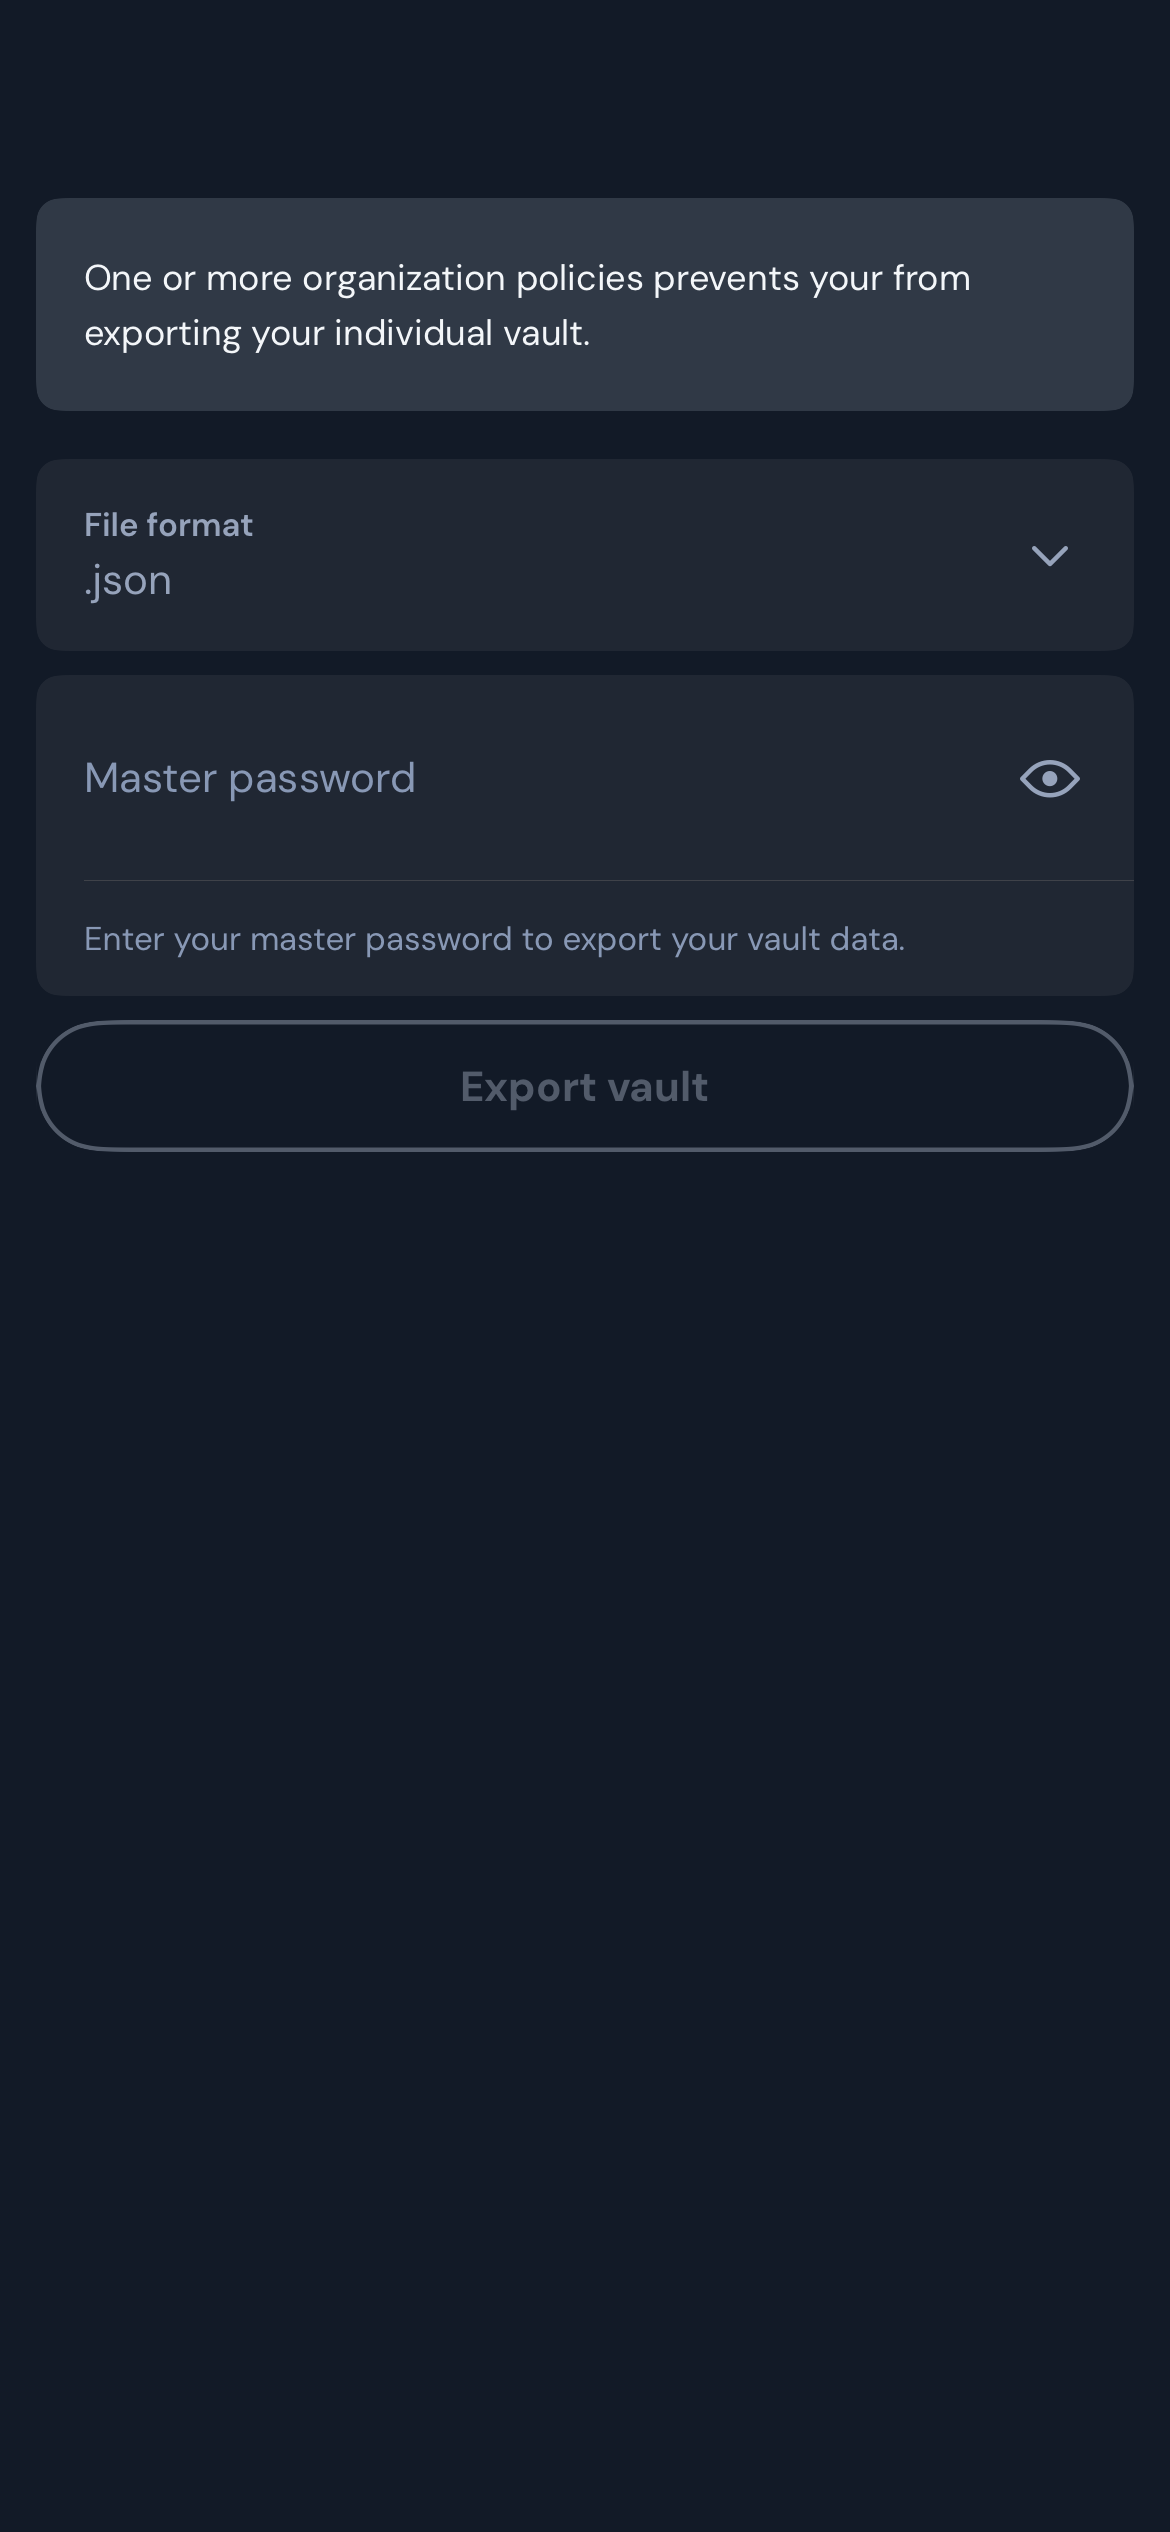 One or more organization policies prevents your from
exporting your individual vault.
File format
.json
Master password
Enter your master password to export your vault data.
Export vault